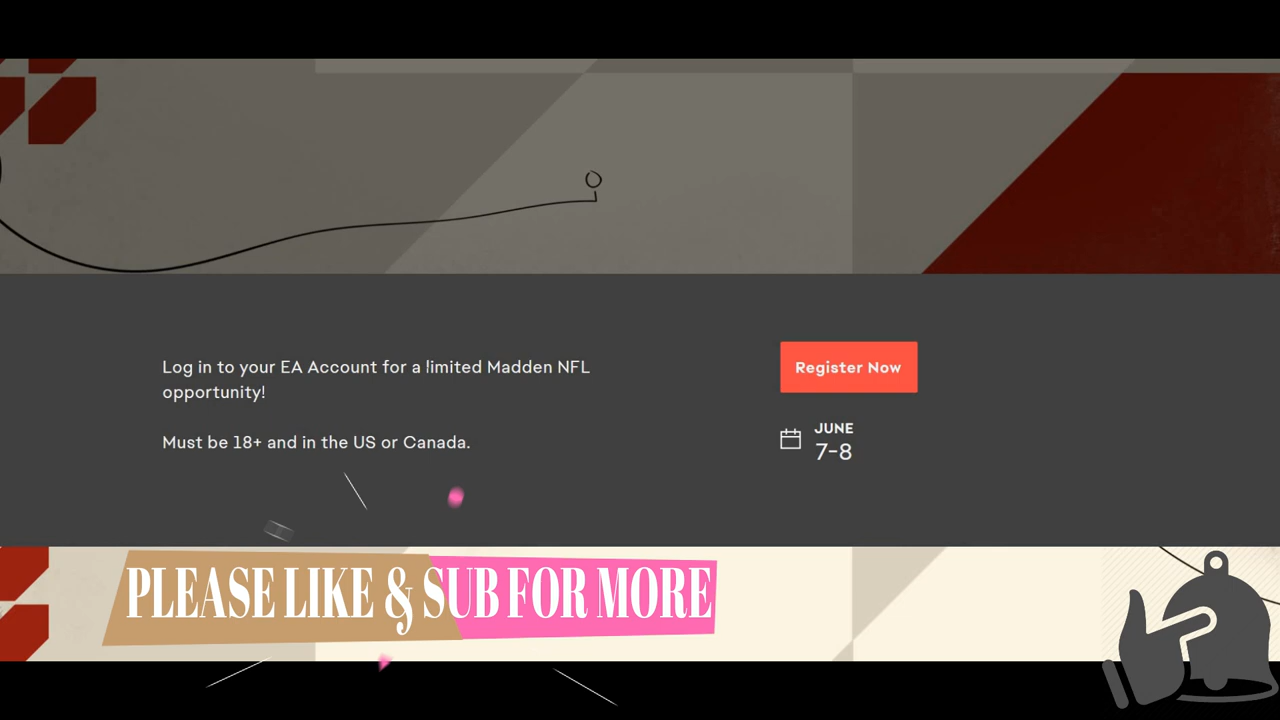 Log in to your EA Account for a limited Madden NFL
opportunity!
Must be 18+ and in the US or Canada.
Register Now
JUNE
7-8
PLEASE LIKE & SUB FOR MORE